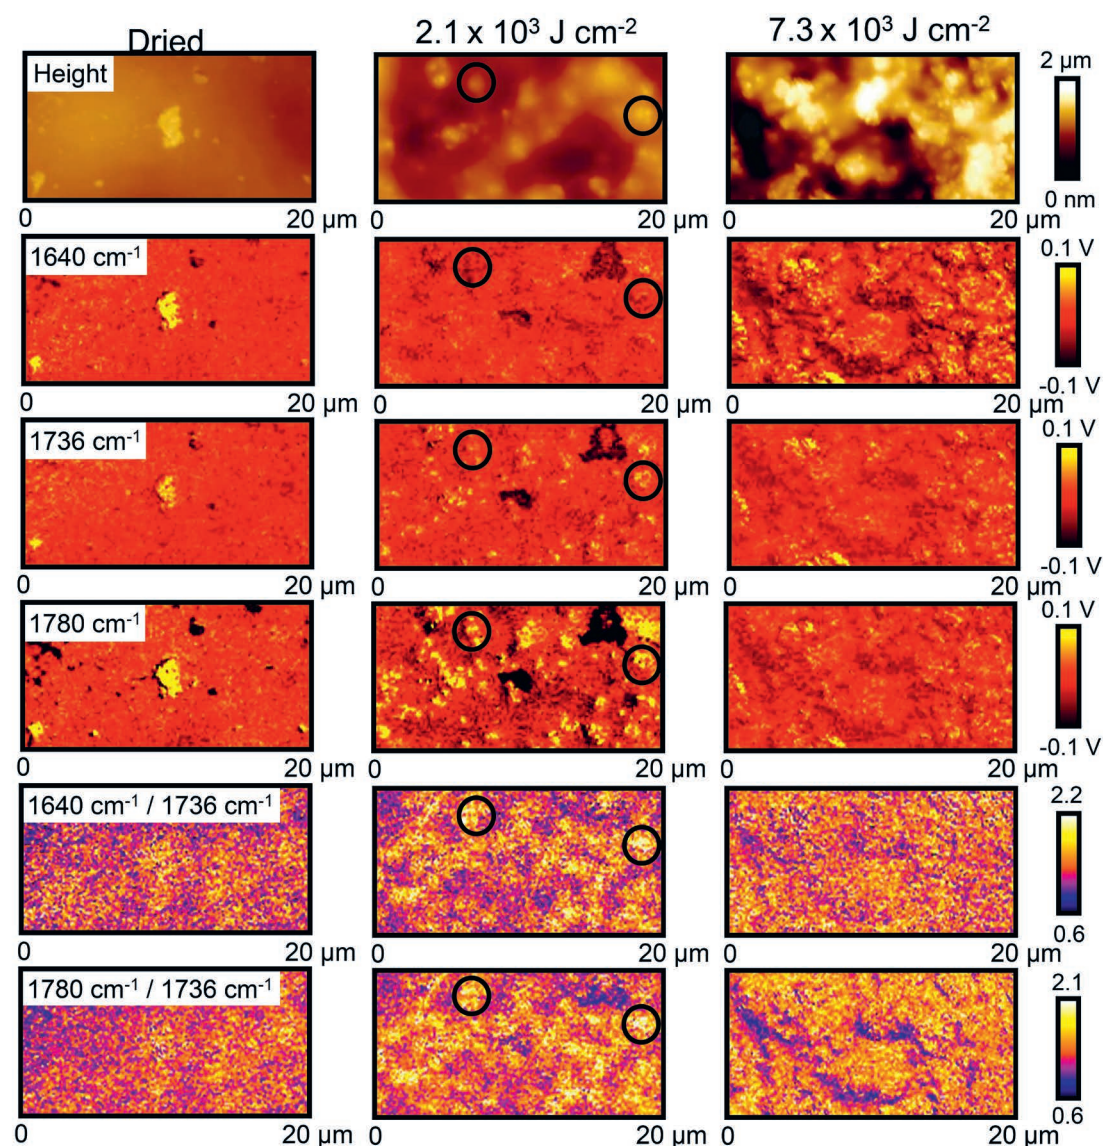 Dried 2.1 x 10³ J cm⁻² 7.3 x 10³ J cm⁻²
Height 2 µm
0 nm
0 20 µm 0 20 µm 0 20 µm
1640 cm⁻¹ 0.1 V
-0.1 V
0 20 µm 0 20 µm 0 20 µm
1736 cm⁻¹ 0.1 V
-0.1 V
0 20 µm 0 20 µm 0 20 µm
1780 cm⁻¹ 0.1 V
-0.1 V
0 20 µm 0 20 µm 0 20 µm
1640 cm⁻¹ / 1736 cm⁻¹ 2.2
0.6
0 20 µm 0 20 µm 0 20 µm
1780 cm⁻¹ / 1736 cm⁻¹ 2.1
0.6
0 20 µm 0 20 µm 0 20 µm